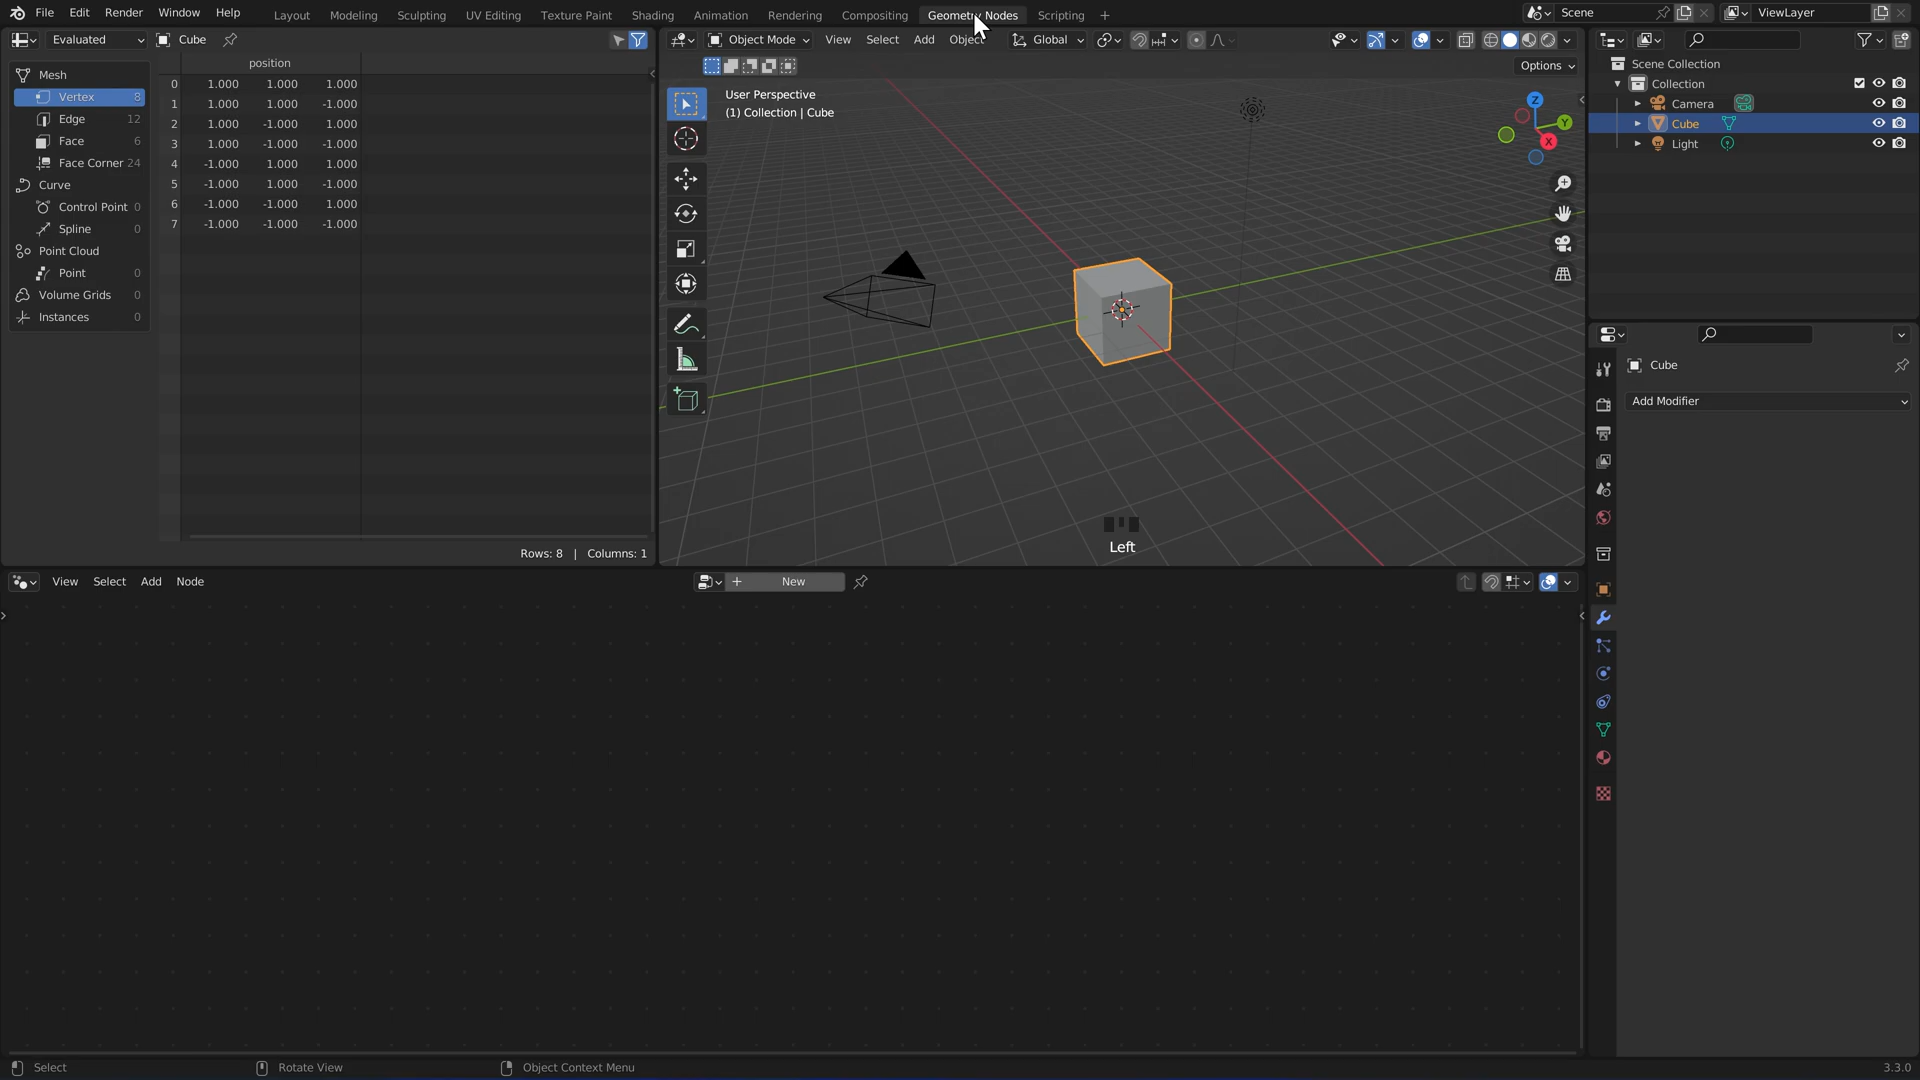 File Edit Render Window Help Layout Modeling Sculpting UV Editing Texture Paint Shading Animation Rendering Compositing Geometry Nodes Scripting + Scene ViewLayer
Evaluated Cube
Object Mode View Select Add Object Global
Options
position
Mesh
Vertex 8
Edge 12
Face 6
Face Corner 24
Curve
Control Point 0
Spline 0
Point Cloud
Point 0
Volume Grids 0
Instances 0
0 1.000 1.000 1.000
1 1.000 1.000 -1.000
2 1.000 -1.000 1.000
3 1.000 -1.000 -1.000
4 -1.000 1.000 1.000
5 -1.000 1.000 -1.000
6 -1.000 -1.000 1.000
7 -1.000 -1.000 -1.000
Rows: 8 | Columns: 1
User Perspective
(1) Collection | Cube
Z
Y
X
Left
Scene Collection
Collection
Camera
Cube
Light
Cube
Add Modifier
View Select Add Node + New
Select Rotate View Object Context Menu 3.3.0